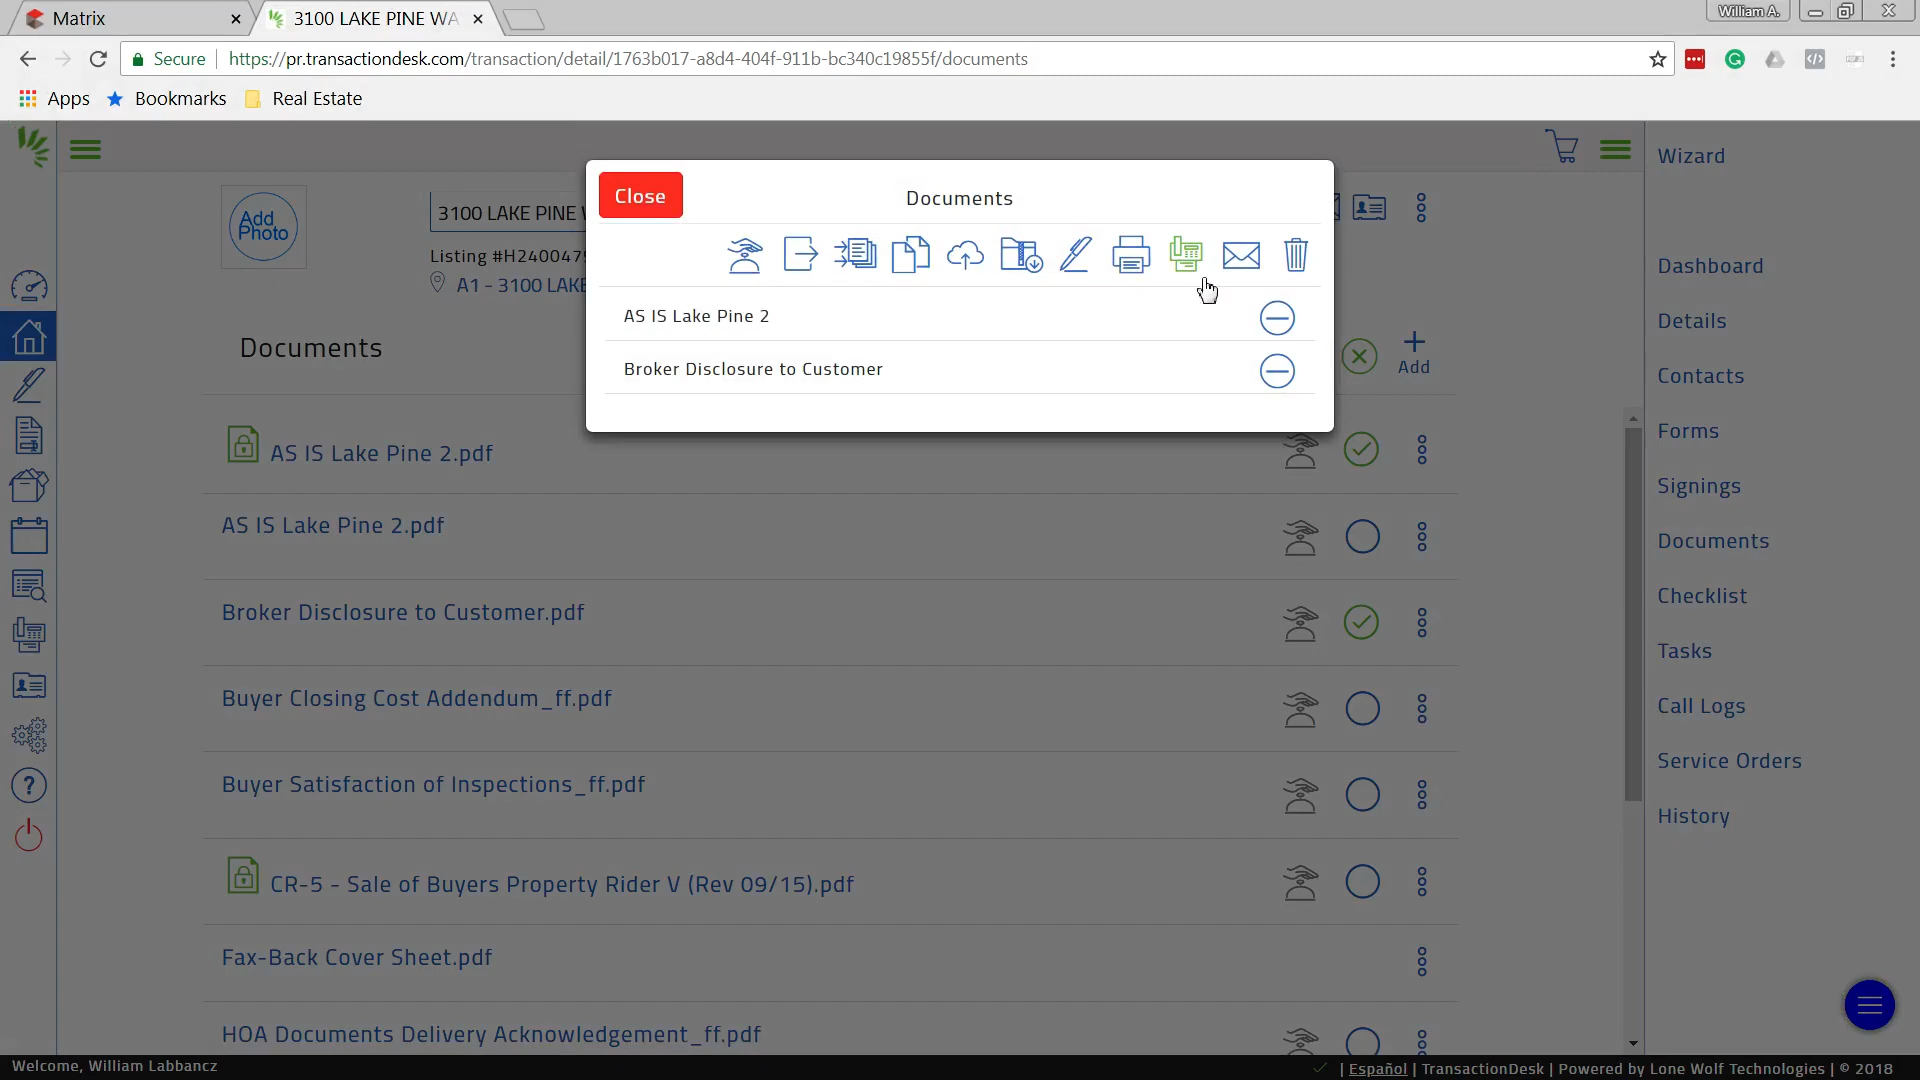 Matrix
3100 LAKE PINE WA
William A.
Secure
https://pr.transactiondesk.com/transaction/detail/1763b017-a8d4-404f-911b-bc340c19855f/documents
Apps
Bookmarks
Real Estate
Add
Photo
3100 LAKE PINE
Listing #H2400479
A1 - 3100 LAKE
Close
Documents
AS IS Lake Pine 2
Broker Disclosure to Customer
Documents
Add
AS IS Lake Pine 2.pdf
AS IS Lake Pine 2.pdf
Broker Disclosure to Customer.pdf
Buyer Closing Cost Addendum_ff.pdf
Buyer Satisfaction of Inspections_ff.pdf
CR-5 - Sale of Buyers Property Rider V (Rev 09/15).pdf
Fax-Back Cover Sheet.pdf
HOA Documents Delivery Acknowledgement_ff.pdf
Wizard
Dashboard
Details
Contacts
Forms
Signings
Documents
Checklist
Tasks
Call Logs
Service Orders
History
Welcome, William Labbancz
| Español | TransactionDesk | Powered by Lone Wolf Technologies | © 2018